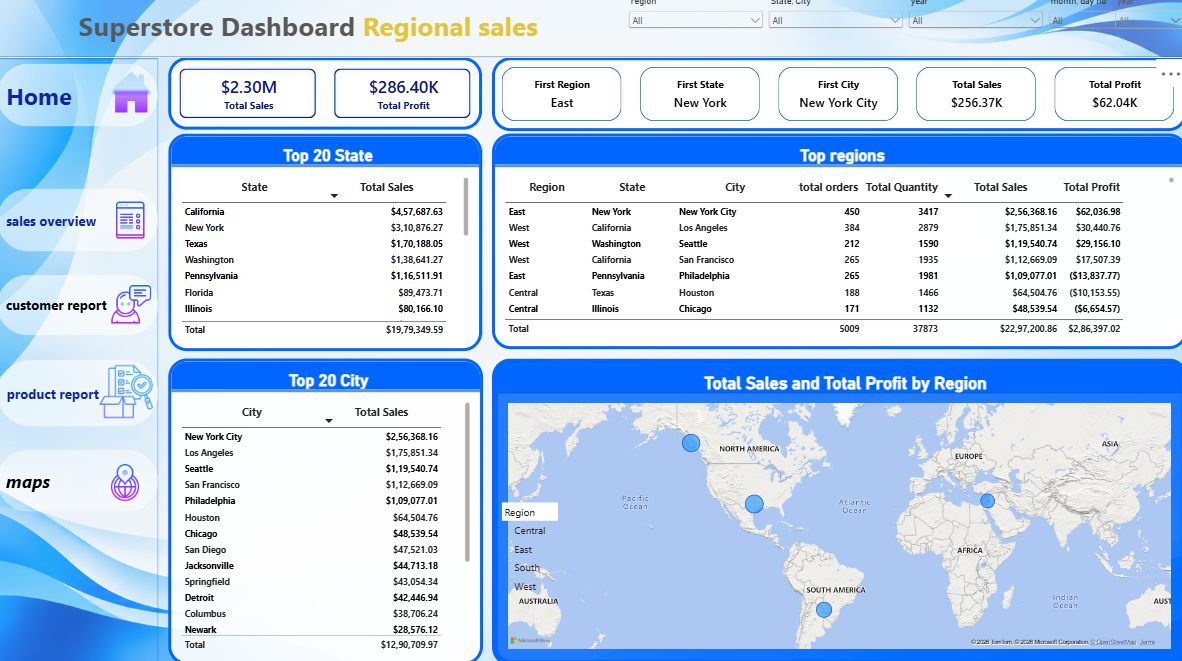 Superstore Dashboard Regional sales
region State, City year month, day no year
All All All All All
Home
sales overview
customer report
product report
maps
$2.30M
Total Sales
$286.40K
Total Profit
First Region
East
First State
New York
First City
New York City
Total Sales
$256.37K
Total Profit
$62.04K
Top 20 State
State Total Sales
California $4,57,687.63
New York $3,10,876.27
Texas $1,70,188.05
Washington $1,38,641.27
Pennsylvania $1,16,511.91
Florida $89,473.71
Illinois $80,166.10
Total $19,79,349.59
Top regions
Region State City total orders Total Quantity Total Sales Total Profit
East New York New York City 450 3417 $2,56,368.16 $62,036.98
West California Los Angeles 384 2879 $1,75,851.34 $30,440.76
West Washington Seattle 212 1590 $1,19,540.74 $29,156.10
West California San Francisco 265 1935 $1,12,669.09 $17,507.39
East Pennsylvania Philadelphia 265 1981 $1,09,077.01 ($13,837.77)
Central Texas Houston 188 1466 $64,504.76 ($10,153.55)
Central Illinois Chicago 171 1132 $48,539.54 ($6,654.57)
Total 5009 37873 $22,97,200.86 $2,86,397.02
Top 20 City
City Total Sales
New York City $2,56,368.16
Los Angeles $1,75,851.34
Seattle $1,19,540.74
San Francisco $1,12,669.09
Philadelphia $1,09,077.01
Houston $64,504.76
Chicago $48,539.54
San Diego $47,521.03
Jacksonville $44,713.18
Springfield $43,054.34
Detroit $42,446.94
Columbus $38,706.24
Newark $28,576.12
Total $12,90,709.97
Total Sales and Total Profit by Region
NORTH AMERICA
EUROPE
ASIA
Pacific
Ocean
Atlantic
Ocean
AFRICA
SOUTH AMERICA
Indian
Ocean
AUSTRALIA
AUST
Region
Central
East
South
West
Microsoft Bing
© 2026 TomTom, © 2026 Microsoft Corporation, © OpenStreetMap Terms